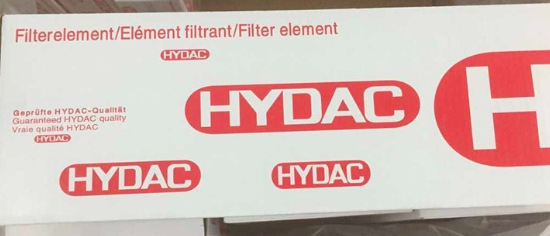 Filterelement/Elément filtrant/Filter element
HYDAC
HYDAC
H
Geprüfte HYDAC-Qualität
Guaranteed HYDAC quality
Vraie qualité HYDAC
HYDAC
HYDAC
HYDAC